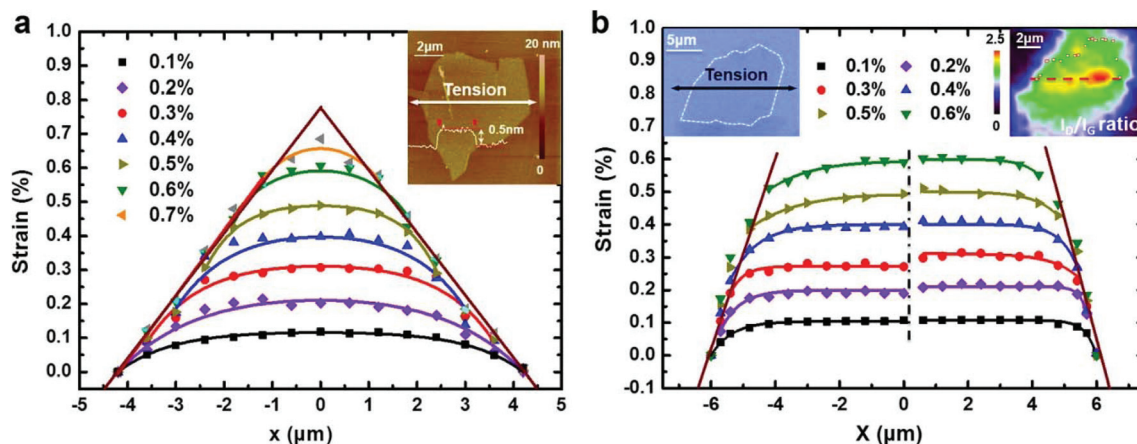 a
1.0
0.9
0.8
0.7
0.6
0.5
0.4
0.3
0.2
0.1
0.0
Strain (%)
0.1%
0.2%
0.3%
0.4%
0.5%
0.6%
0.7%
2μm
20 nm
Tension
0.5nm
0
-5 -4 -3 -2 -1 0 1 2 3 4 5
x (μm)
b
1.0
0.9
0.8
0.7
0.6
0.5
0.4
0.3
0.2
0.1
0.0
-0.1
Strain (%)
5μm
Tension
2.5
2μm
0
I_D/I_G ratio
0.1% 0.2%
0.3% 0.4%
0.5% 0.6%
-6 -4 -2 0 2 4 6
X (μm)